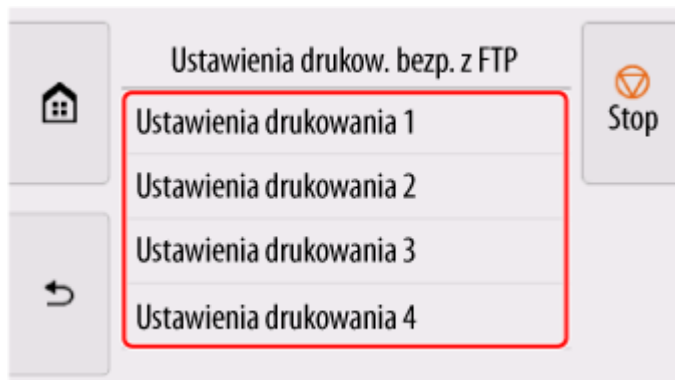 Ustawienia drukow. bezp. z FTP
Stop
Ustawienia drukowania 1
Ustawienia drukowania 2
Ustawienia drukowania 3
Ustawienia drukowania 4